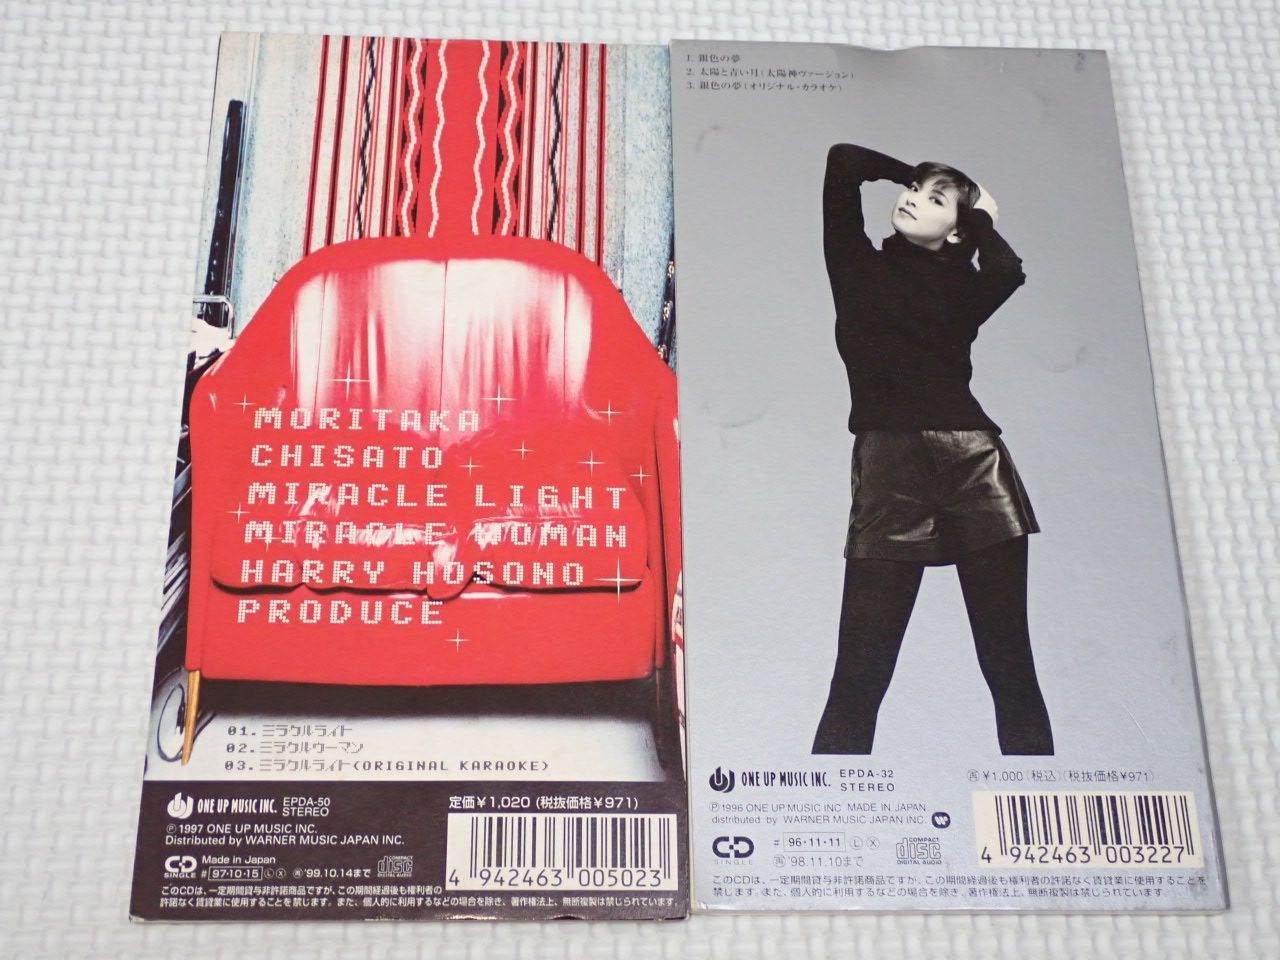 MORITAKA
CHISATO
MIRACLE LIGHT
MIRACLE WOMAN
HARRY HOSONO
PRODUCE
01.ミラクルライト
02.ミラクルウーマン
03.ミラクルライト(ORIGINAL KARAOKE)
ONE UP MUSIC INC. EPDA-50
STEREO
定価¥1,020(税抜価格¥971)
Ⓟ1997 ONE UP MUSIC INC.
Distributed by WARNER MUSIC JAPAN INC.
CD SINGLE
Made in Japan
#97・10・15 Ⓛ Ⓧ
COMPACT disc DIGITAL AUDIO
再'99.10.14まで
4 942463 005023
このCDは、一定期間貸与非許諾商品ですが、この期間経過後も権利者の
許諾なく賃貸業に使用することを禁じます。また、個人的に利用するなどの場合を除き、著作権法上、無断複製は禁じられています。
1. 銀色の夢
2. 太陽と青い月(太陽神ヴァージョン)
3. 銀色の夢(オリジナル・カラオケ)
ONE UP MUSIC INC. EPDA-32
STEREO
再¥1,000(税込)(税抜価格¥971)
Ⓟ1996 ONE UP MUSIC INC. MADE IN JAPAN
distributed by WARNER MUSIC JAPAN INC.
CD SINGLE
#96・11・11 Ⓛ Ⓧ
再'98.11.10まで
COMPACT disc DIGITAL AUDIO
4 942463 003227
このCDは、一定期間貸与非許諾商品ですが、この期間経過後も権利者の許諾なく賃貸業に使用することを
禁じます。また、個人的に利用するなどの場合を除き、著作権法上、無断複製は禁じられています。